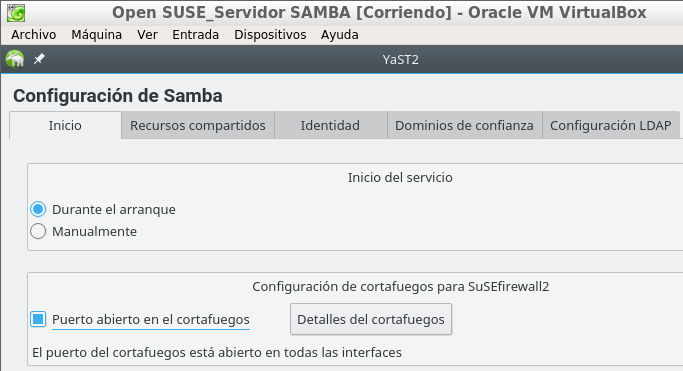 Open SUSE_Servidor SAMBA [Corriendo] - Oracle VM VirtualBox
Archivo Máquina Ver Entrada Dispositivos Ayuda
YaST2
Configuración de Samba
Inicio Recursos compartidos Identidad Dominios de confianza Configuración LDAP
Inicio del servicio
Durante el arranque
Manualmente
Configuración de cortafuegos para SuSEfirewall2
Puerto abierto en el cortafuegos Detalles del cortafuegos
El puerto del cortafuegos está abierto en todas las interfaces